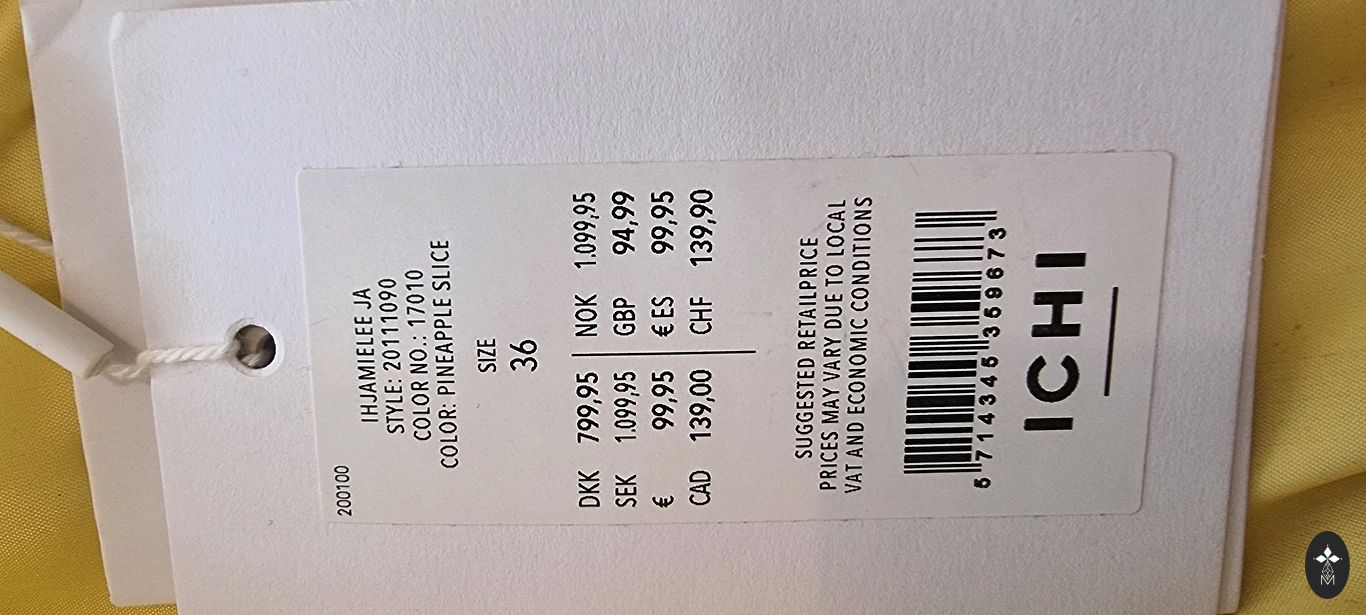 200100
IHJAMIELEE JA
STYLE: 20111090
COLOR NO.: 17010
COLOR: PINEAPPLE SLICE
SIZE
36
DKK 799,95 NOK 1.099,95
SEK 1.099,95 GBP 94,99
€ 99,95 €ES 99,95
CAD 139,00 CHF 139,90
SUGGESTED RETAILPRICE
PRICES MAY VARY DUE TO LOCAL
VAT AND ECONOMIC CONDITIONS
5 714345 359673
ICHI
M